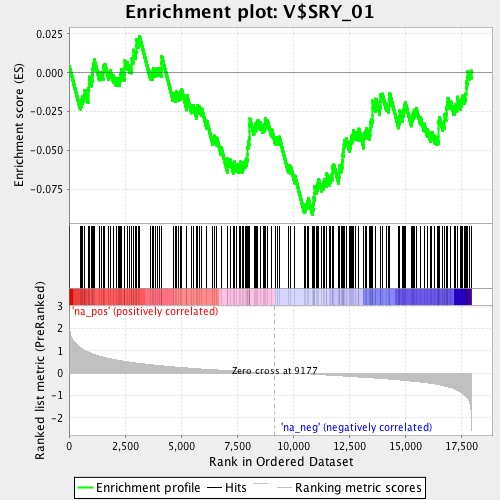 Enrichment plot: V$SRY_01
Enrichment score (ES)
0.025
0.000
-0.025
-0.050
-0.075
'na_pos' (positively correlated)
Ranked list metric (PreRanked)
3
2
1
0
-1
-2
Zero cross at 9177
'na_neg' (negatively correlated)
0
2,500
5,000
7,500
10,000
12,500
15,000
17,500
Rank in Ordered Dataset
Enrichment profile
Hits
Ranking metric scores